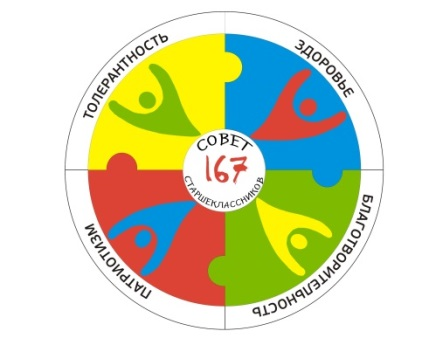 ТОЛЕРАНТНОСТЬ
ЗДОРОВЬЕ
СОВЕТ
167
СТАРШЕКЛАССНИКОВ
ПАТРИОТИЗМ
БЛАГОТВОРИТЕЛЬНОСТЬ